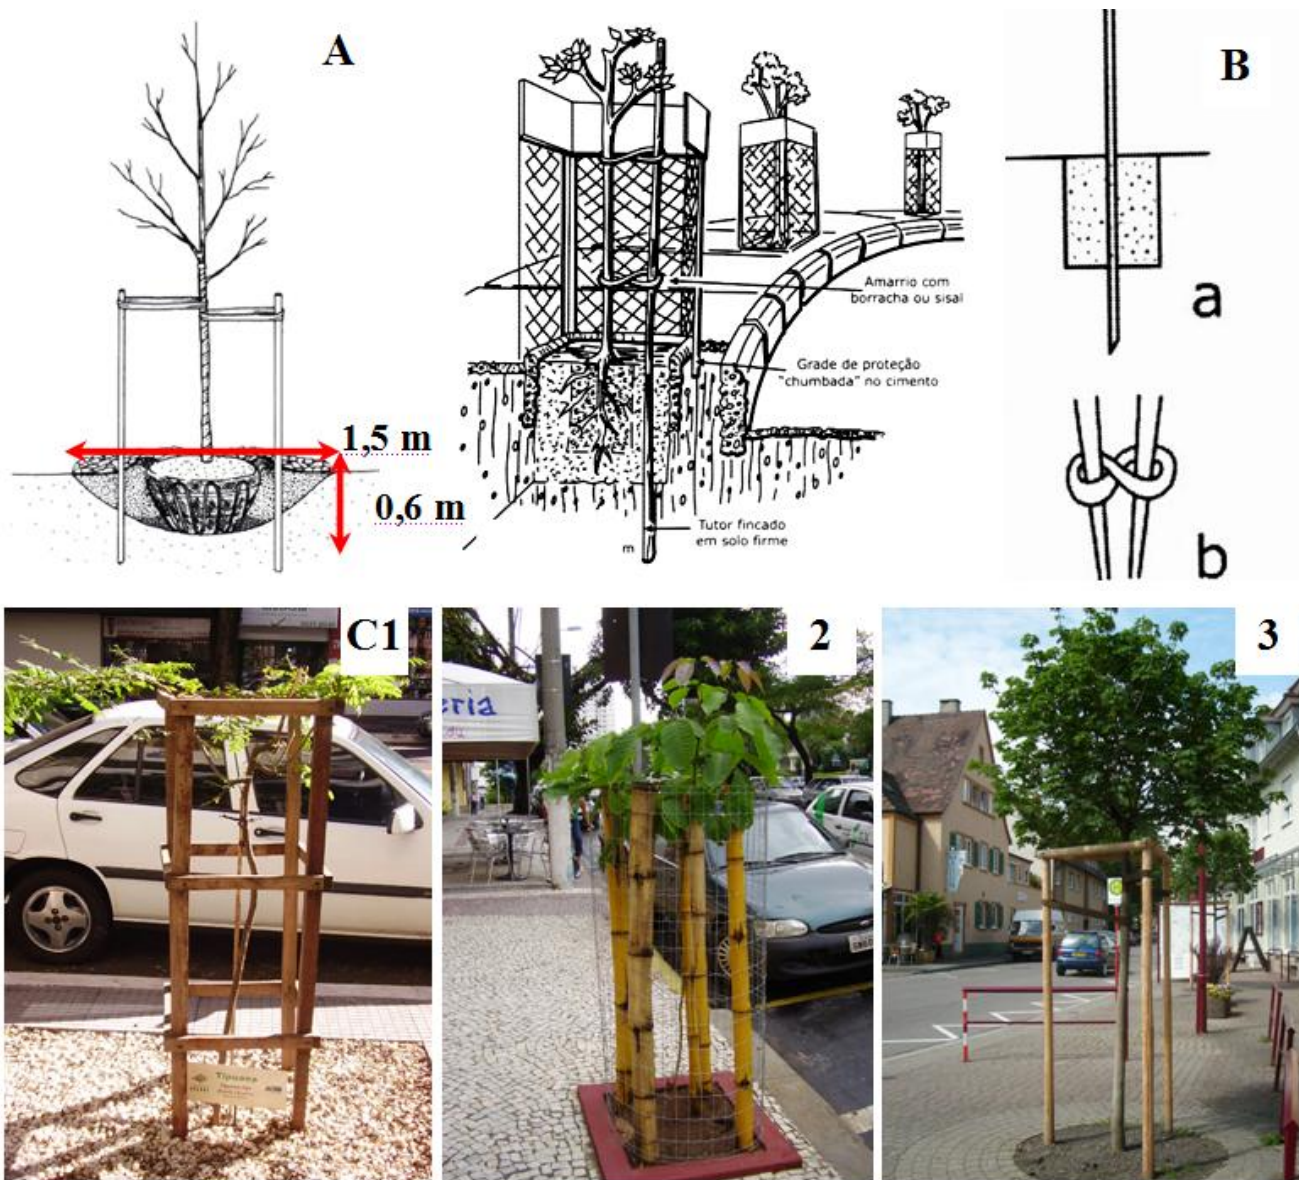 A
B
Amarrio com
borracha ou sisal
a
Grade de proteção
"chumbada" no cimento
1,5 m
0,6 m
Tutor fincado
em solo firme
m
b
C1
2
3
eria
Tipuana